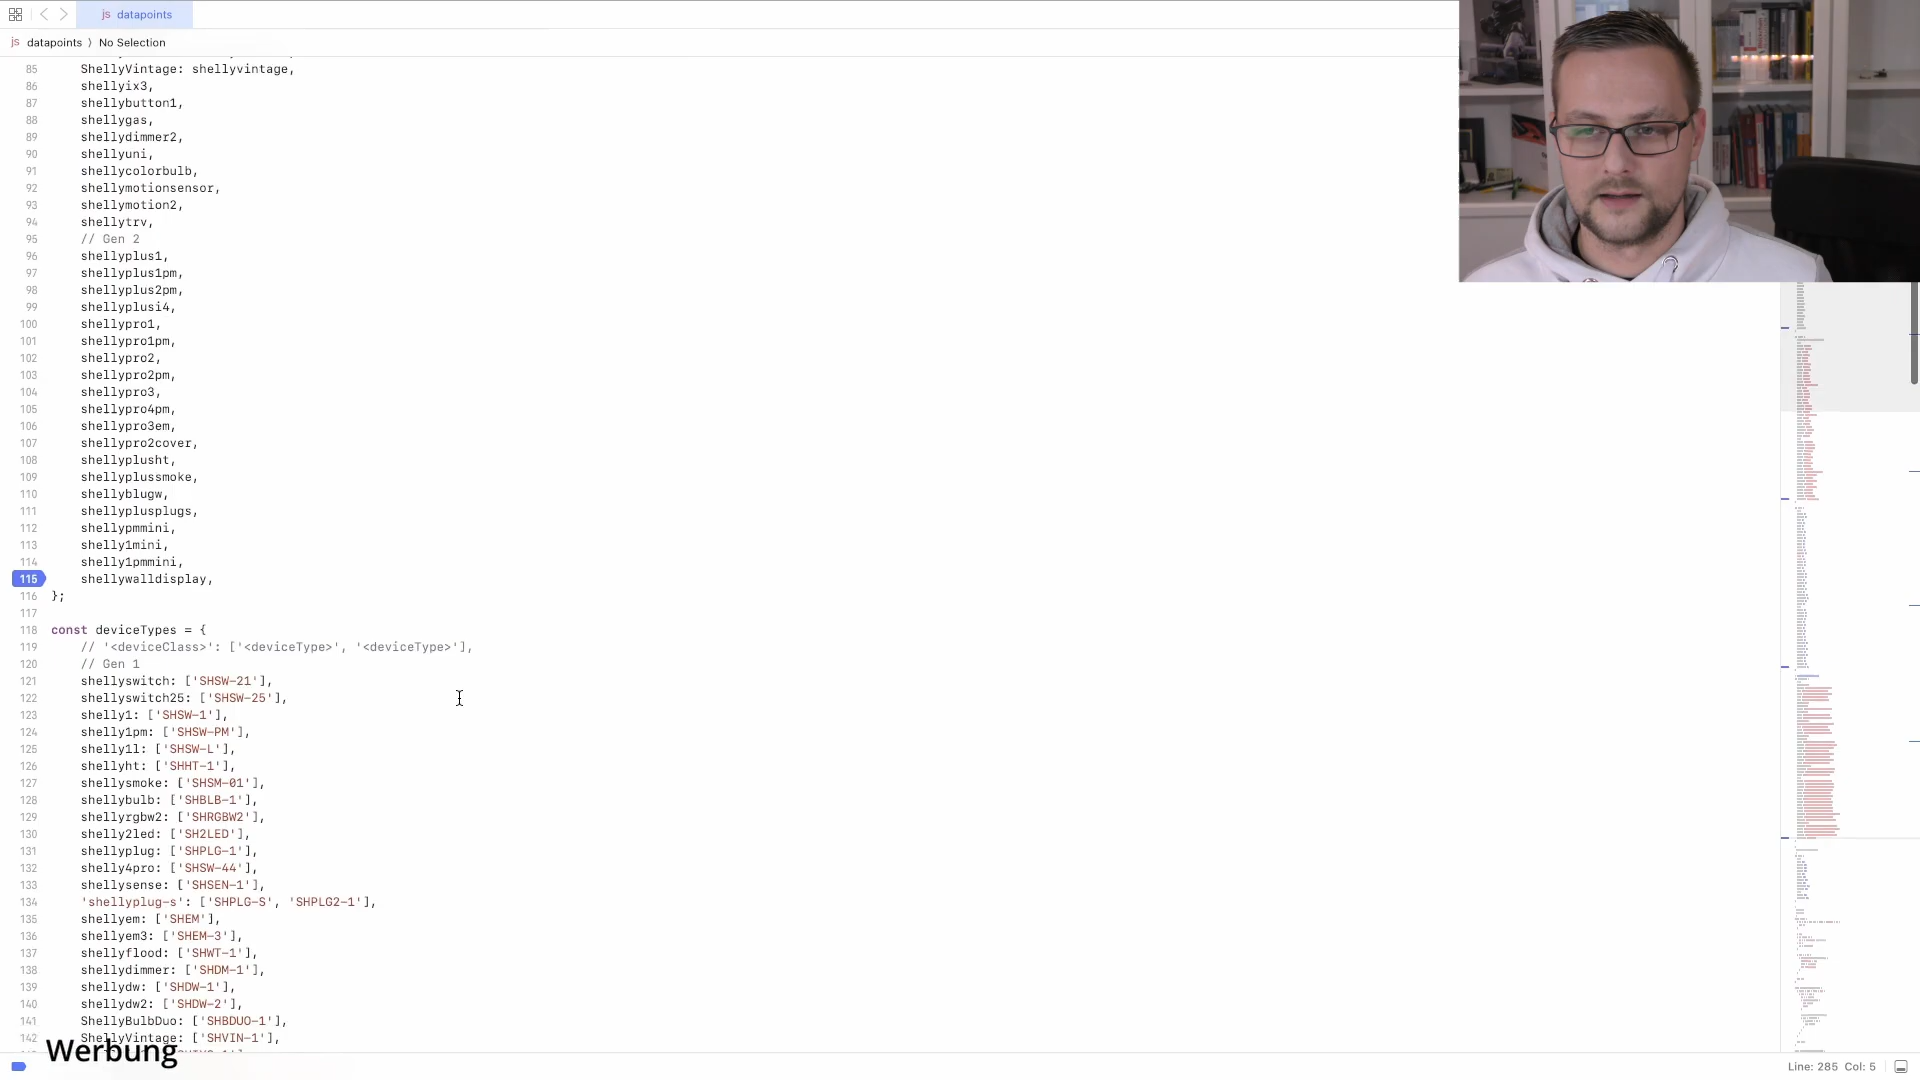 js datapoints
js datapoints 〉 No Selection
85 ShellyVintage: shellyvintage,
86 shellyix3,
87 shellybutton1,
88 shellygas,
89 shellydimmer2,
90 shellyuni,
91 shellycolorbulb,
92 shellymotionsensor,
93 shellymotion2,
94 shellytrv,
95 // Gen 2
96 shellyplus1,
97 shellyplus1pm,
98 shellyplus2pm,
99 shellyplusi4,
100 shellypro1,
101 shellypro1pm,
102 shellypro2,
103 shellypro2pm,
104 shellypro3,
105 shellypro4pm,
106 shellypro3em,
107 shellypro2cover,
108 shellyplusht,
109 shellyplussmoke,
110 shellyblugw,
111 shellyplusplugs,
112 shellypmmini,
113 shelly1mini,
114 shelly1pmmini,
115 shellywalldisplay,
116 };
117
118 const deviceTypes = {
119 // '<deviceClass>': ['<deviceType>', '<deviceType>'],
120 // Gen 1
121 shellyswitch: ['SHSW-21'],
122 shellyswitch25: ['SHSW-25'],
123 shelly1: ['SHSW-1'],
124 shelly1pm: ['SHSW-PM'],
125 shelly1l: ['SHSW-L'],
126 shellyht: ['SHHT-1'],
127 shellysmoke: ['SHSM-01'],
128 shellybulb: ['SHBLB-1'],
129 shellyrgbw2: ['SHRGBW2'],
130 shelly2led: ['SH2LED'],
131 shellyplug: ['SHPLG-1'],
132 shelly4pro: ['SHSW-44'],
133 shellysense: ['SHSEN-1'],
134 'shellyplug-s': ['SHPLG-S', 'SHPLG2-1'],
135 shellyem: ['SHEM'],
136 shellyem3: ['SHEM-3'],
137 shellyflood: ['SHWT-1'],
138 shellydimmer: ['SHDM-1'],
139 shellydw: ['SHDW-1'],
140 shellydw2: ['SHDW-2'],
141 ShellyBulbDuo: ['SHBDUO-1'],
142 ShellyVintage: ['SHVIN-1'],
Werbung
Line: 285 Col: 5